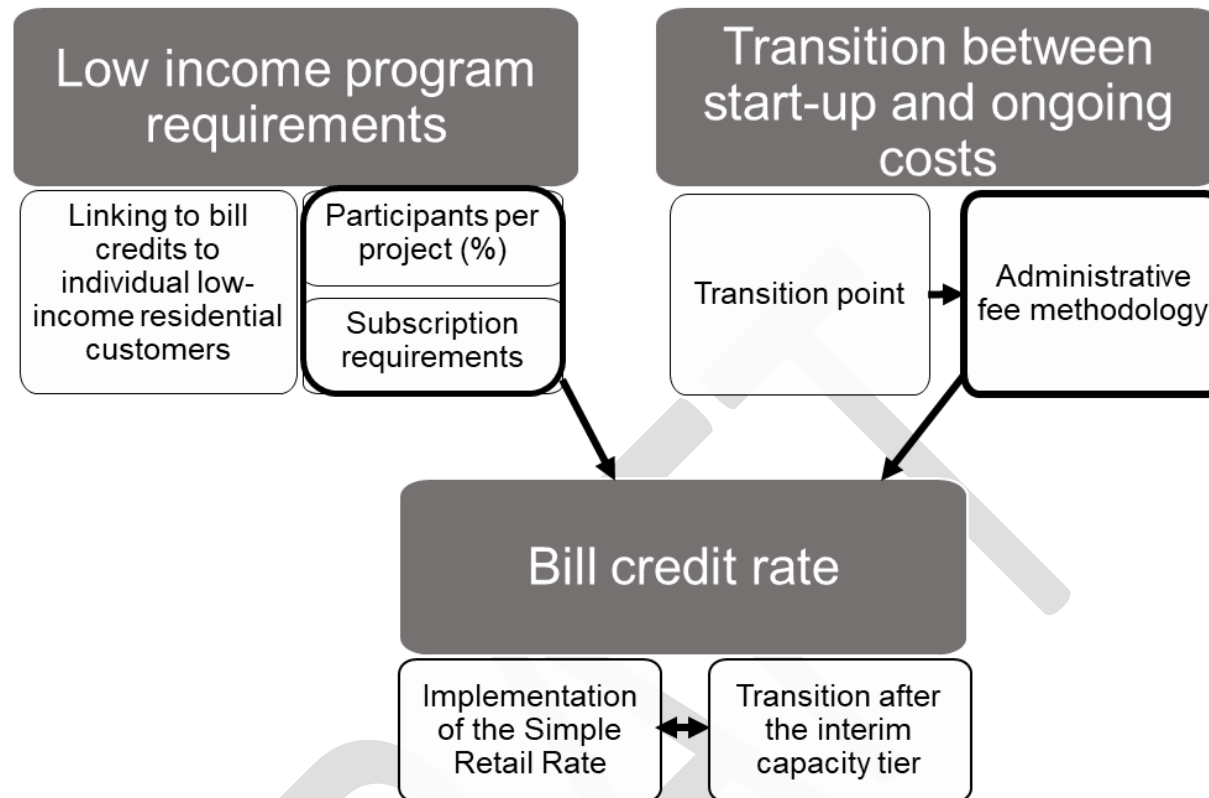 Low income program
requirements
Transition between
start-up and ongoing
costs
Linking to bill
credits to
individual low-
income residential
customers
Participants per
project (%)
Subscription
requirements
Transition point
Administrative
fee methodology
Bill credit rate
Implementation
of the Simple
Retail Rate
Transition after
the interim
capacity tier